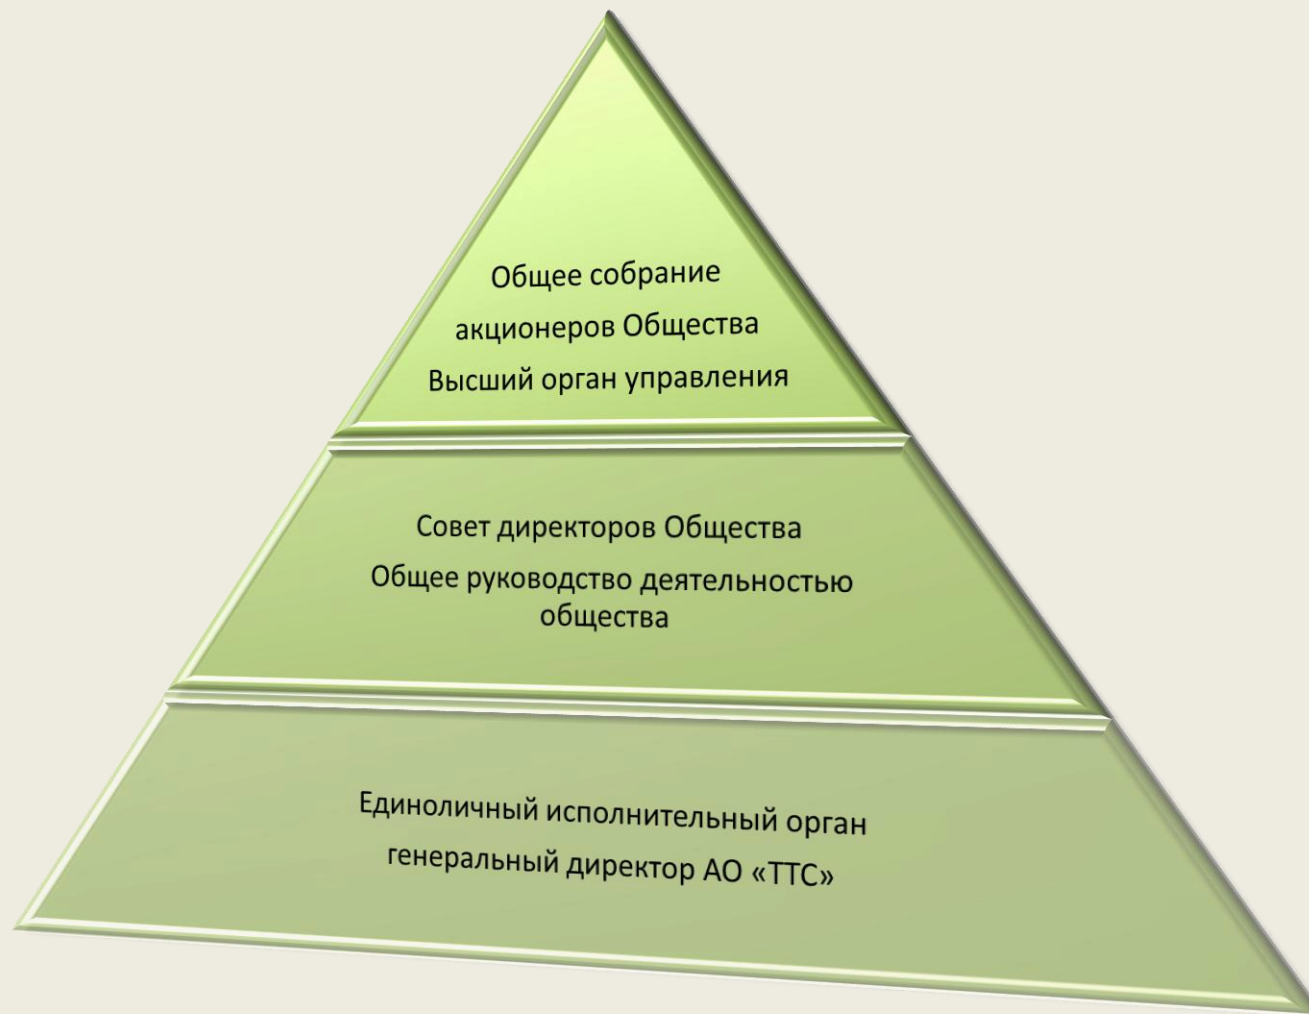 Общее собрание
акционеров Общества
Высший орган управления
Совет директоров Общества
Общее руководство деятельностью
общества
Единоличный исполнительный орган
генеральный директор АО «ТТС»